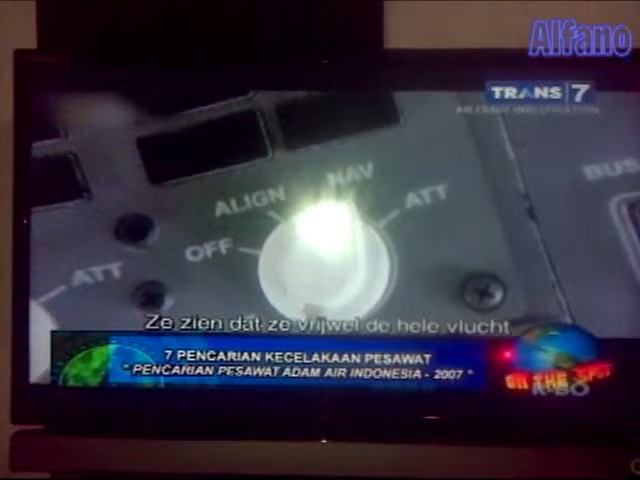 Alfano
TRANS|7
NAV
ALIGN
ATT
OFF
BUS
ATT
Ze zien dat ze vrijwel de hele vlucht
7 PENCARIAN KECELAKAAN PESAWAT
" PENCARIAN PESAWAT ADAM AIR INDONESIA - 2007 "
ON THE SPOT